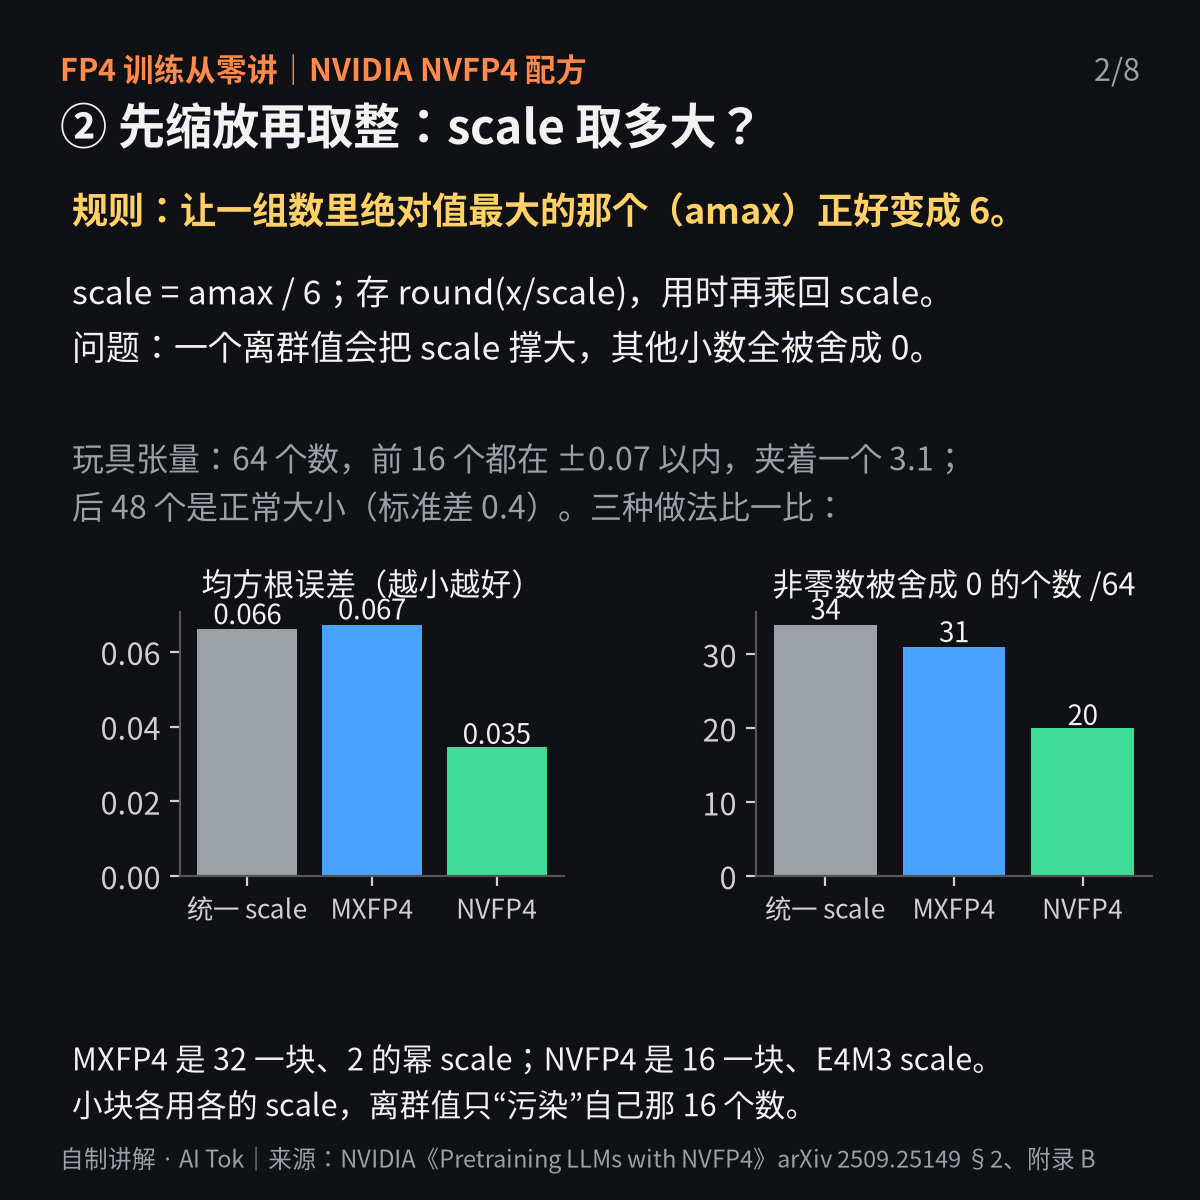 FP4 训练从零讲｜NVIDIA NVFP4 配方
2/8
② 先缩放再取整：scale 取多大？
规则：让一组数里绝对值最大的那个（amax）正好变成 6。
scale = amax / 6；存 round(x/scale)，用时再乘回 scale。
问题：一个离群值会把 scale 撑大，其他小数全被舍成 0。
玩具张量：64 个数，前 16 个都在 ±0.07 以内，夹着一个 3.1；
后 48 个是正常大小（标准差 0.4）。三种做法比一比：
均方根误差（越小越好）
0.066
0.067
0.035
0.06
0.04
0.02
0.00
统一 scale
MXFP4
NVFP4
非零数被舍成 0 的个数 /64
34
31
20
30
20
10
0
统一 scale
MXFP4
NVFP4
MXFP4 是 32 一块、2 的幂 scale；NVFP4 是 16 一块、E4M3 scale。
小块各用各的 scale，离群值只“污染”自己那 16 个数。
自制讲解 · AI Tok｜来源：NVIDIA《Pretraining LLMs with NVFP4》arXiv 2509.25149 §2、附录 B